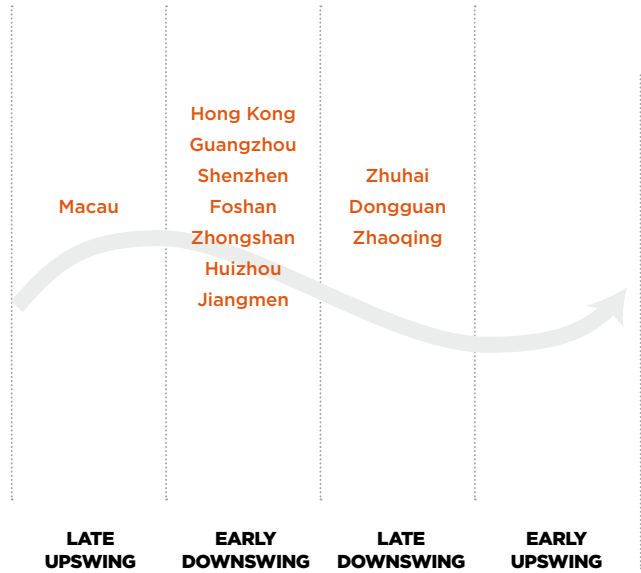 Macau
Hong Kong
Guangzhou
Shenzhen
Foshan
Zhongshan
Huizhou
Jiangmen
Zhuhai
Dongguan
Zhaoqing
LATE
UPSWING
EARLY
DOWNSWING
LATE
DOWNSWING
EARLY
UPSWING